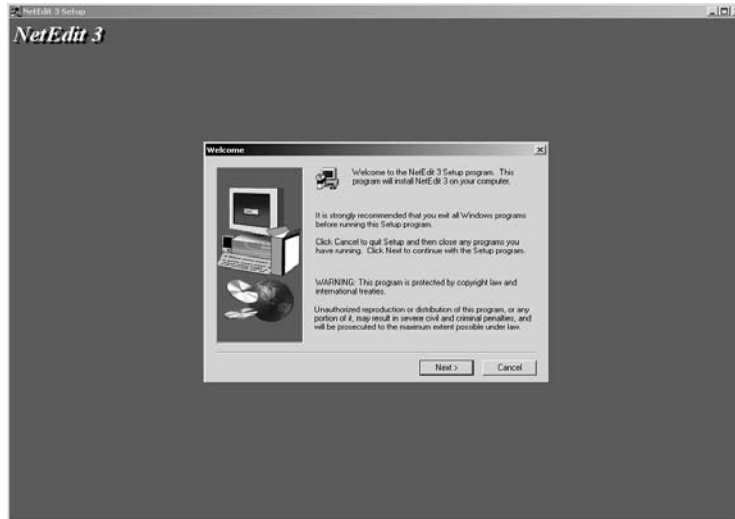 NetEdit 3 Setup
NetEdit 3
Welcome
Welcome to the NetEdit 3 Setup program. This
program will install NetEdit 3 on your computer.
It is strongly recommended that you exit all Windows programs
before running this Setup program.
Click Cancel to quit Setup and then close any programs you
have running. Click Next to continue with the Setup program.
WARNING: This program is protected by copyright law and
international treaties.
Unauthorized reproduction or distribution of this program, or any
portion of it, may result in severe civil and criminal penalties, and
will be prosecuted to the maximum extent possible under law.
Next >
Cancel